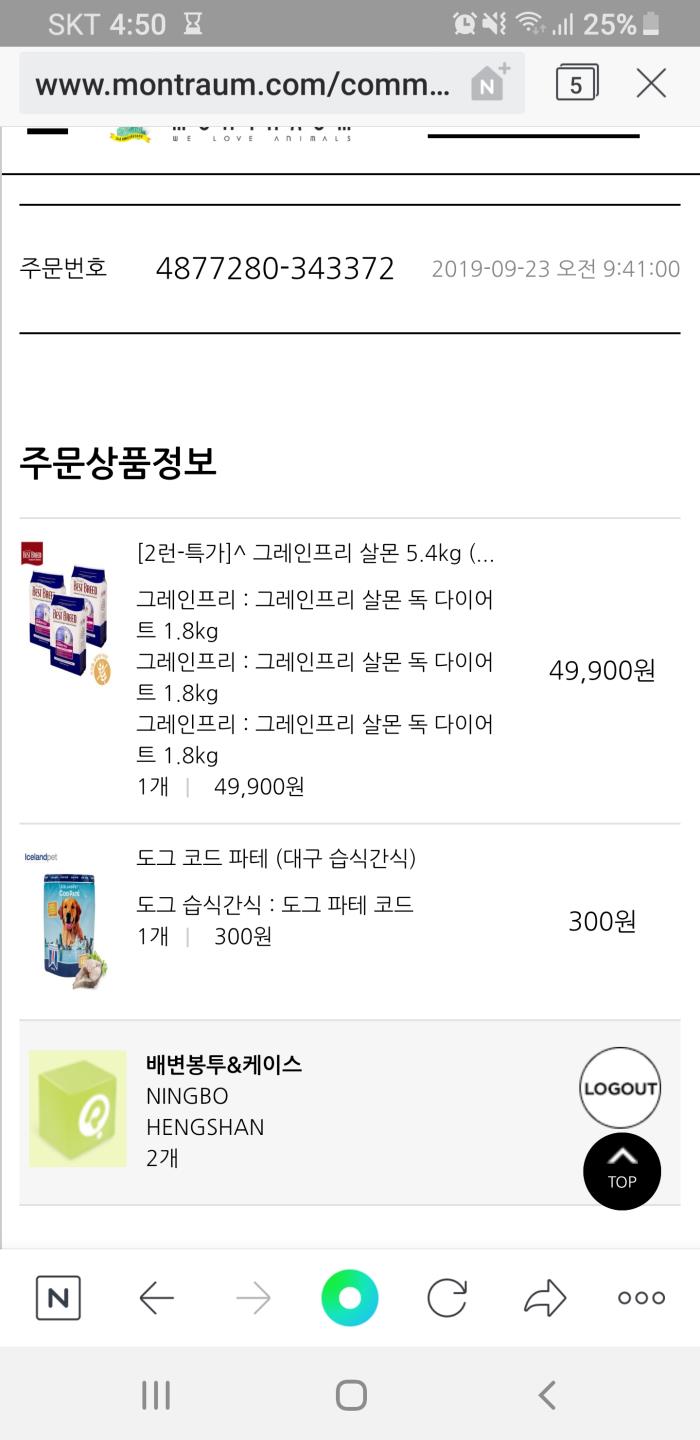 SKT 4:50
25%
www.montraum.com/comm...
N
5
WE LOVE ANIMALS
주문번호 4877280-343372 2019-09-23 오전 9:41:00
주문상품정보
BEST BREED
[2런-특가]^ 그레인프리 살몬 5.4kg (...
그레인프리 : 그레인프리 살몬 독 다이어
트 1.8kg
그레인프리 : 그레인프리 살몬 독 다이어
트 1.8kg
그레인프리 : 그레인프리 살몬 독 다이어
트 1.8kg
1개 | 49,900원
49,900원
Icelandpet
도그 코드 파테 (대구 습식간식)
도그 습식간식 : 도그 파테 코드
1개 | 300원
300원
배변봉투&케이스
NINGBO
HENGSHAN
2개
LOGOUT
TOP
N